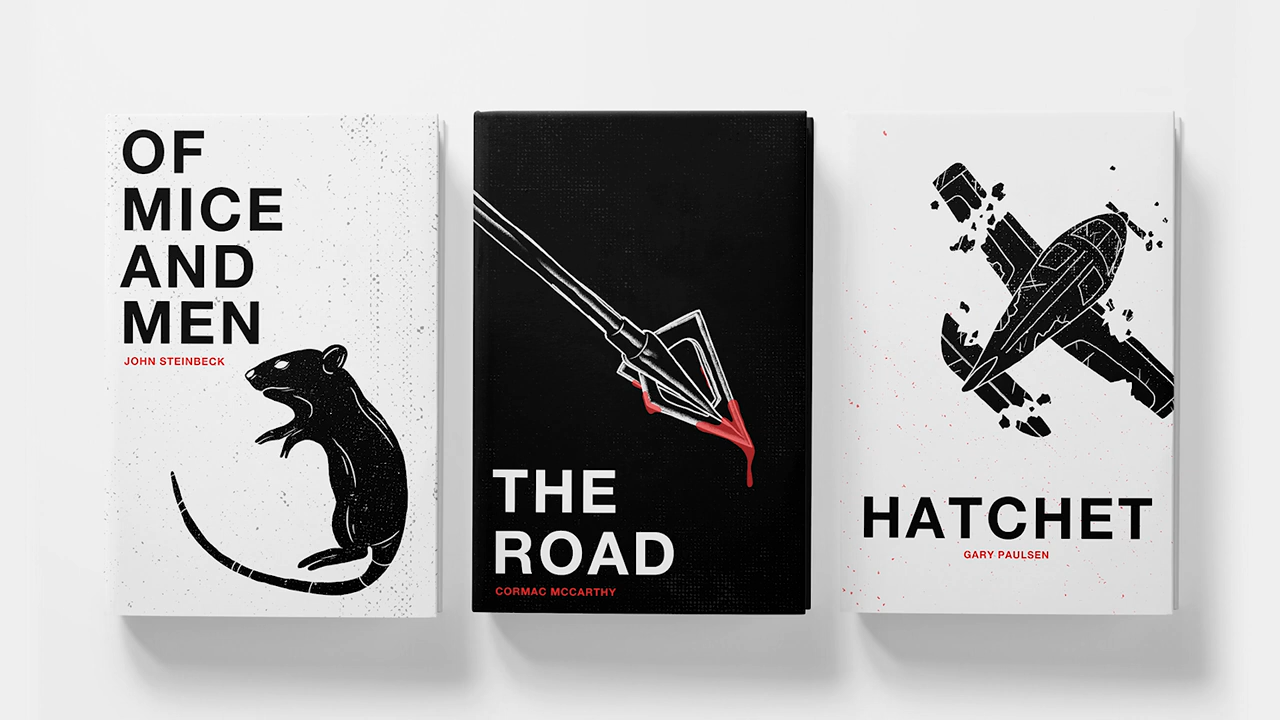 OF
MICE
AND
MEN
JOHN STEINBECK
THE
ROAD
CORMAC MCCARTHY
HATCHET
GARY PAULSEN